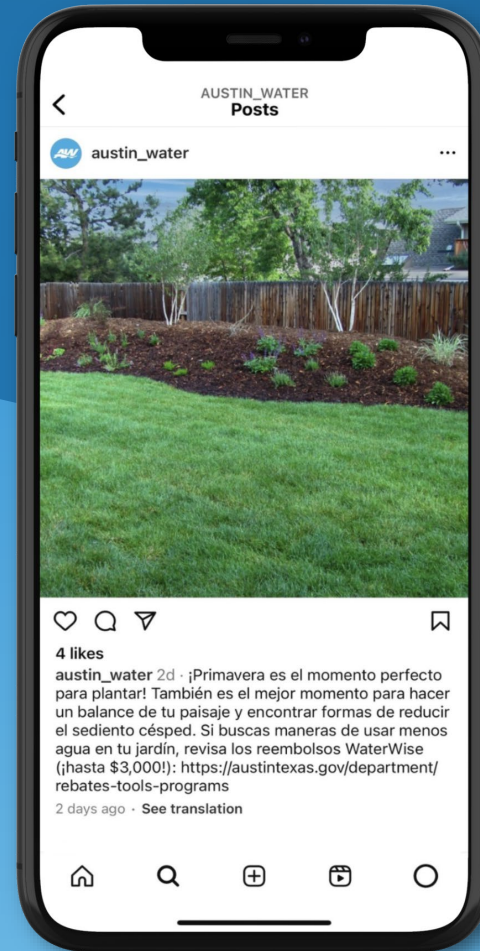 AUSTIN_WATER
Posts
AW austin_water
4 likes
austin_water 2d · ¡Primavera es el momento perfecto
para plantar! También es el mejor momento para hacer
un balance de tu paisaje y encontrar formas de reducir
el sediento césped. Si buscas maneras de usar menos
agua en tu jardín, revisa los reembolsos WaterWise
(¡hasta $3,000!): https://austintexas.gov/department/
rebates-tools-programs
2 days ago · See translation